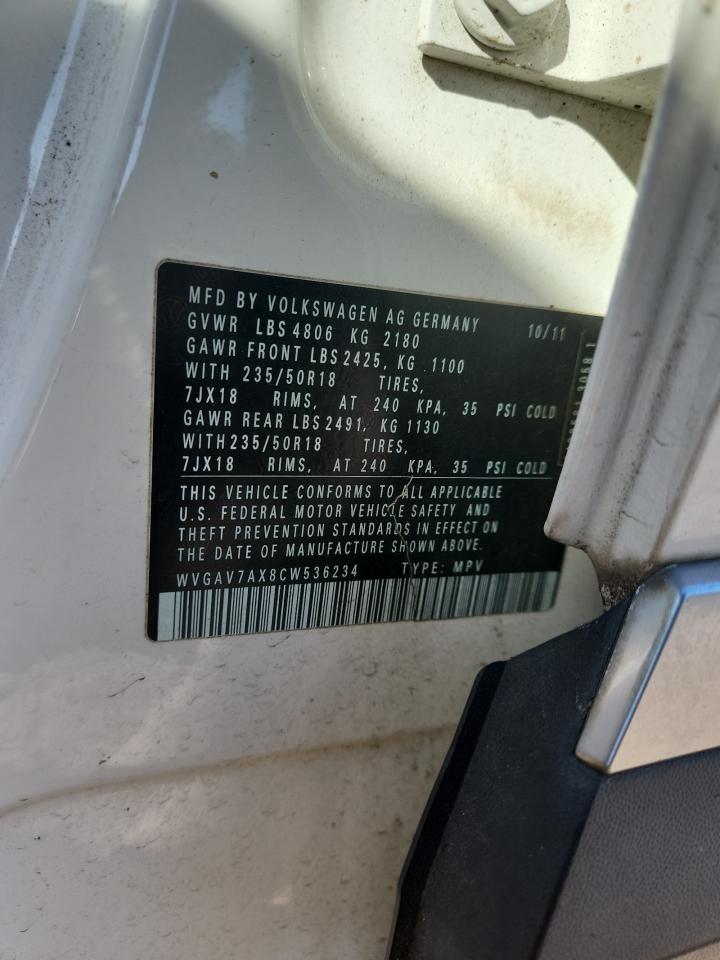 MFD BY VOLKSWAGEN AG GERMANY 10/11
GVWR LBS 4806 KG 2180
GAWR FRONT LBS 2425, KG 1100
WITH 235/50R18 TIRES,
7JX18 RIMS, AT 240 KPA, 35 PSI COLD
GAWR REAR LBS 2491, KG 1130
WITH 235/50R18 TIRES,
7JX18 RIMS, AT 240 KPA, 35 PSI COLD
THIS VEHICLE CONFORMS TO ALL APPLICABLE
U.S. FEDERAL MOTOR VEHICLE SAFETY AND
THEFT PREVENTION STANDARDS IN EFFECT ON
THE DATE OF MANUFACTURE SHOWN ABOVE.
WVGAV7AX8CW536234 TYPE: MPV